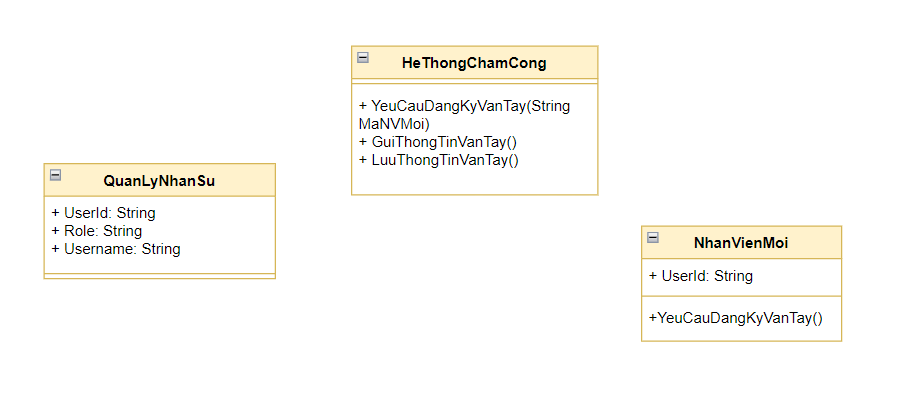 HeThongChamCong
+ YeuCauDangKyVanTay(String
MaNVMoi)
+ GuiThongTinVanTay()
+ LuuThongTinVanTay()
QuanLyNhanSu
+ UserId: String
+ Role: String
+ Username: String
NhanVienMoi
+ UserId: String
+YeuCauDangKyVanTay()